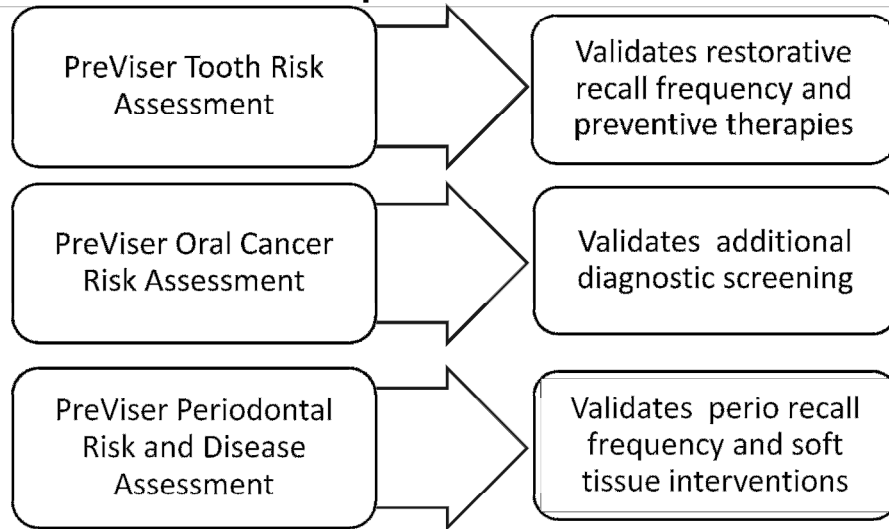 PreViser Tooth Risk
Assessment
Validates restorative
recall frequency and
preventive therapies
PreViser Oral Cancer
Risk Assessment
Validates additional
diagnostic screening
PreViser Periodontal
Risk and Disease
Assessment
Validates perio recall
frequency and soft
tissue interventions